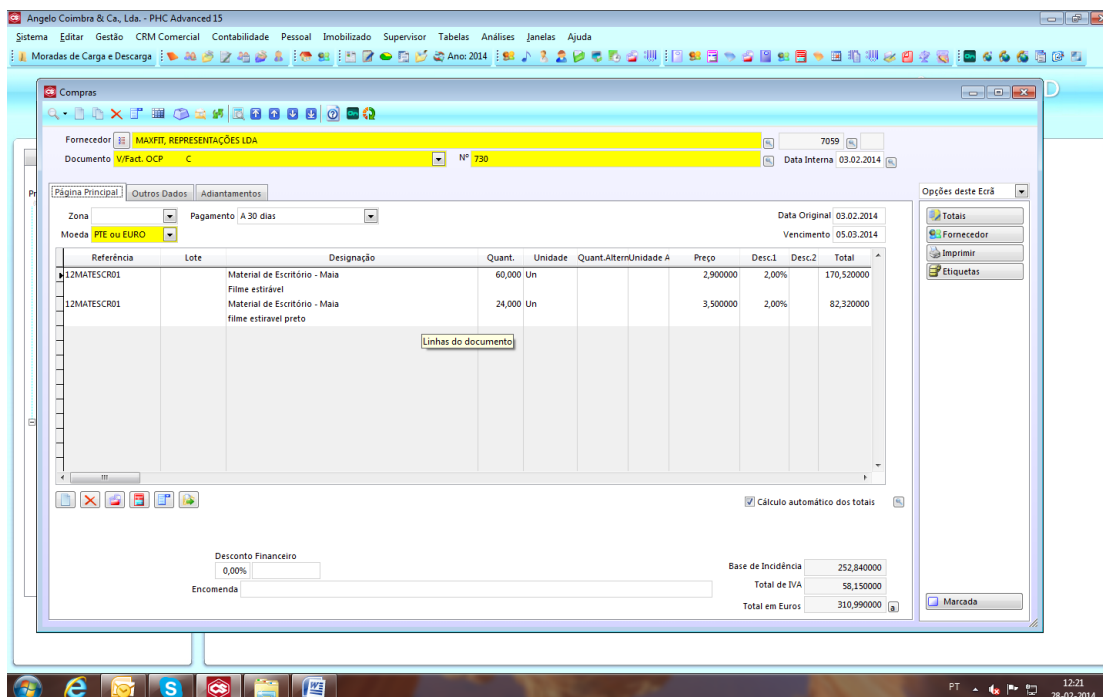 Angelo Coimbra & Ca., Lda. - PHC Advanced 15
Sistema Editar Gestão CRM Comercial Contabilidade Pessoal Imobilizado Supervisor Tabelas Análises Janelas Ajuda
Moradas de Carga e Descarga Ano: 2014
Compras
Fornecedor MAXFIT, REPRESENTAÇÕES LDA 7059
Documento V/Fact. OCP C Nº 730 Data Interna 03.02.2014
Página Principal Outros Dados Adiantamentos Opções deste Ecrã
Zona Pagamento A 30 dias Data Original 03.02.2014 Totais
Moeda PTE ou EURO Vencimento 05.03.2014 Fornecedor
Referência Lote Designação Quant. Unidade Quant.Altern Unidade A Preço Desc.1 Desc.2 Total Imprimir
12MATESCR01 Material de Escritório - Maia 60,000 Un 2,900000 2,00% 170,520000 Etiquetas
Filme estirável
12MATESCR01 Material de Escritório - Maia 24,000 Un 3,500000 2,00% 82,320000
filme estiravel preto
Linhas do documento
Cálculo automático dos totais
Desconto Financeiro
0,00%
Base de Incidência 252,840000
Encomenda Total de IVA 58,150000
Total em Euros 310,990000 a Marcada
PT 12:21
28-02-2014